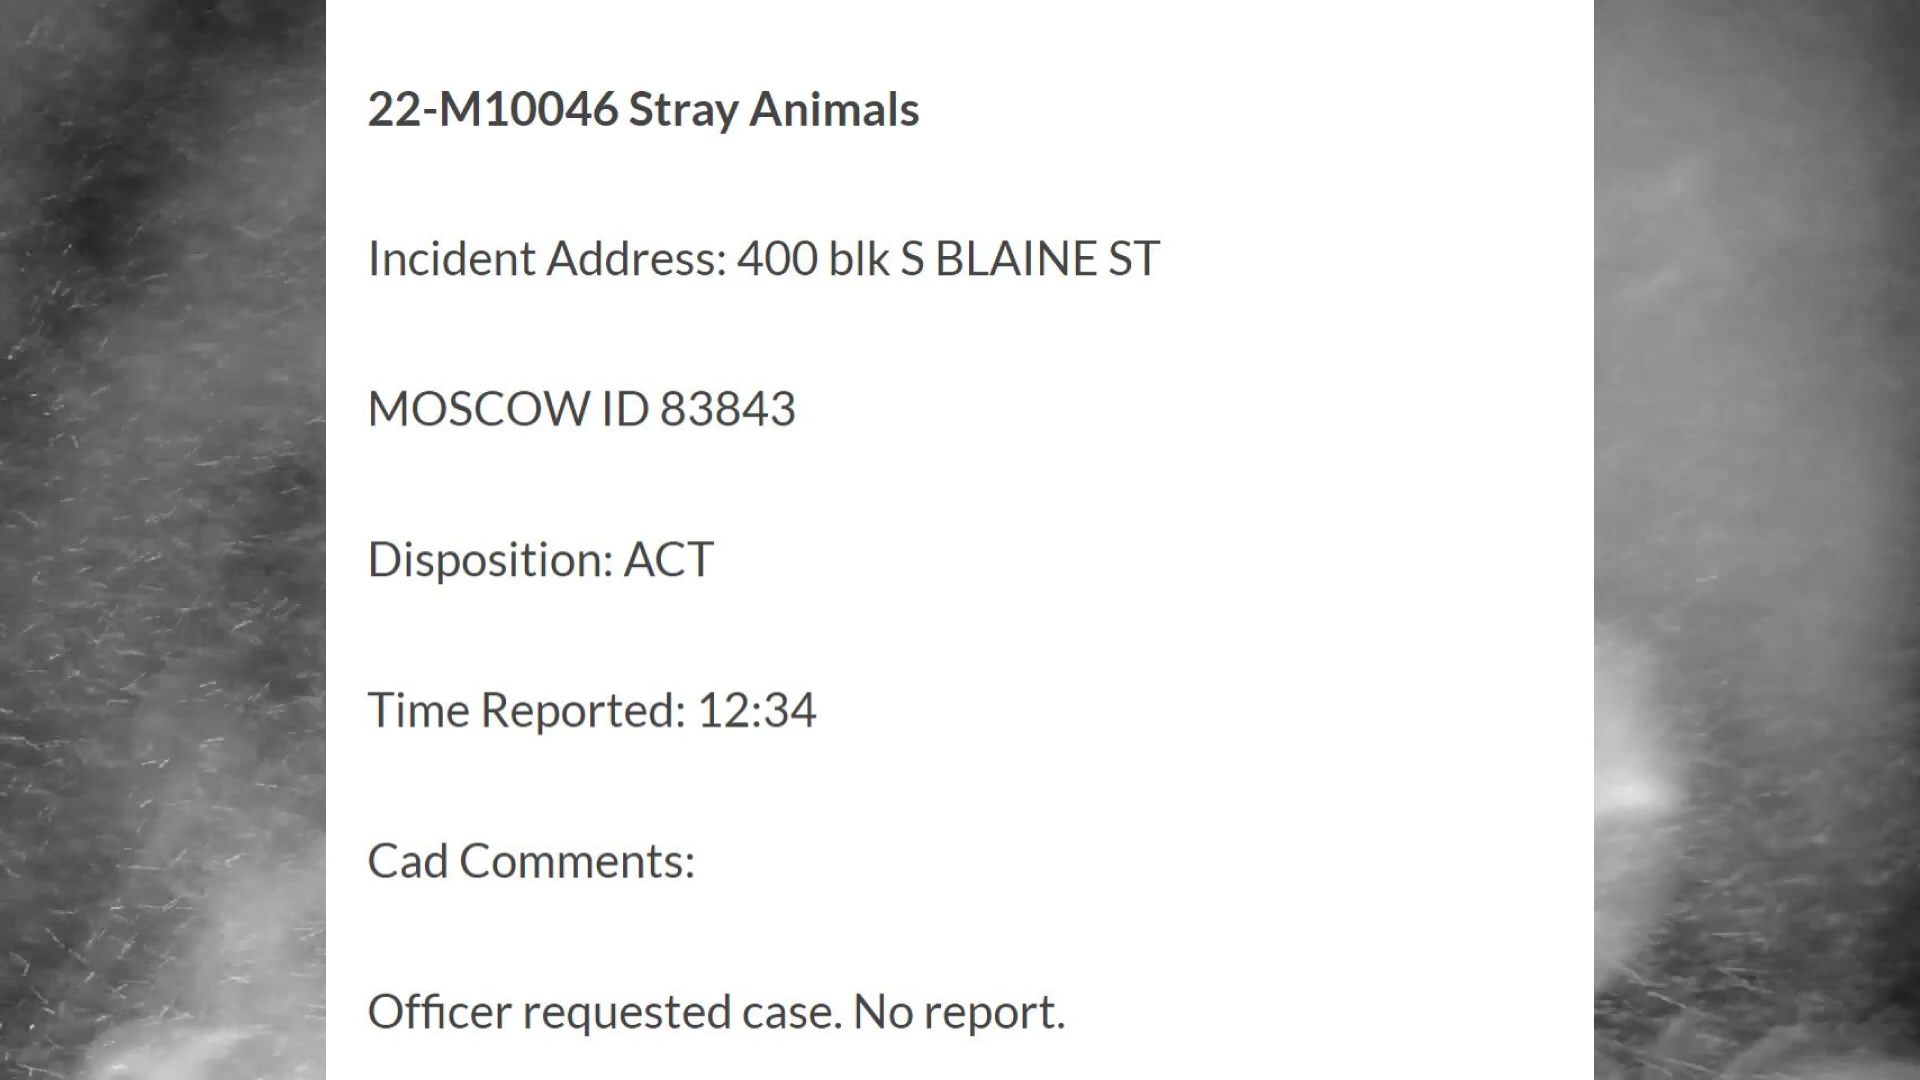 22-M10046 Stray Animals
Incident Address: 400 blk S BLAINE ST
MOSCOW ID 83843
Disposition: ACT
Time Reported: 12:34
Cad Comments:
Officer requested case. No report.